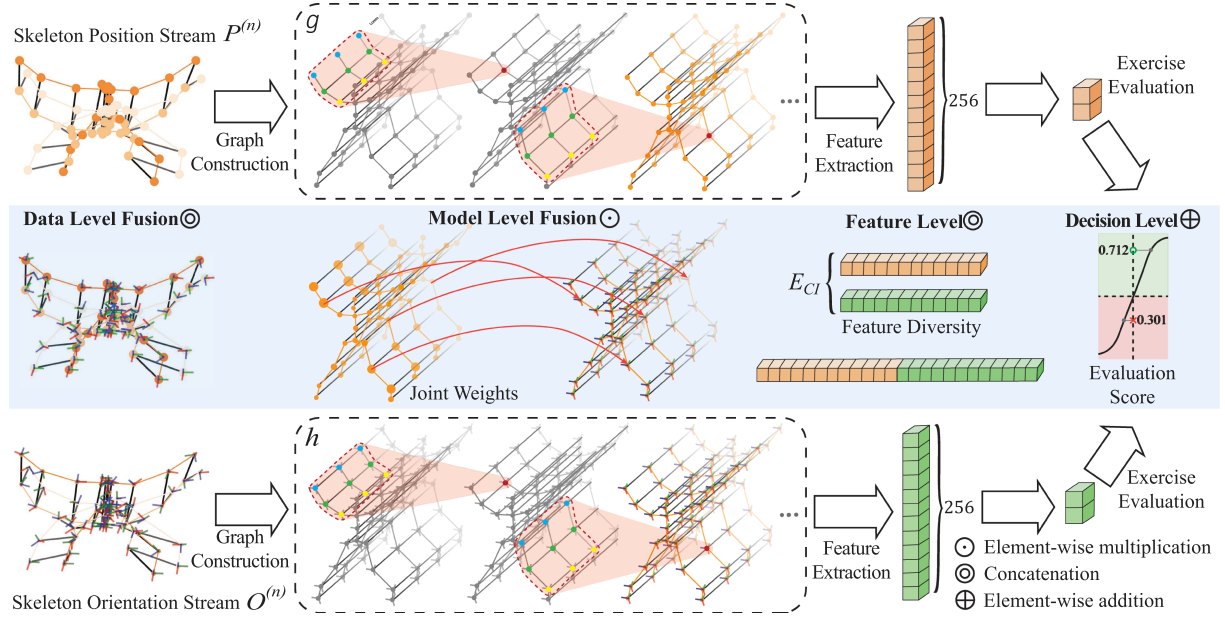 Skeleton Position Stream P^(n)
Graph
Construction
g
...
Feature
Extraction
256
Exercise
Evaluation
Data Level Fusion ⊚
Model Level Fusion ⊙
Feature Level ⊚
Decision Level ⊕
Joint Weights
E_CI
Feature Diversity
0.712
0.301
Evaluation
Score
Graph
Construction
h
...
Feature
Extraction
256
Exercise
Evaluation
⊙ Element-wise multiplication
⊚ Concatenation
⊕ Element-wise addition
Skeleton Orientation Stream O^(n)